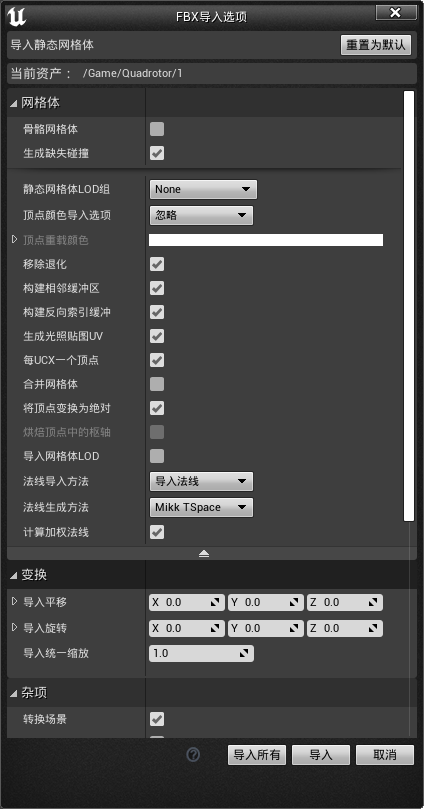 FBX导入选项
导入静态网格体 重置为默认
当前资产： /Game/Quadrotor/1
网格体
骨骼网格体
生成缺失碰撞
静态网格体LOD组 None
顶点颜色导入选项 忽略
顶点重载颜色
移除退化
构建相邻缓冲区
构建反向索引缓冲
生成光照贴图UV
每UCX一个顶点
合并网格体
将顶点变换为绝对
烘焙顶点中的枢轴
导入网格体LOD
法线导入方法 导入法线
法线生成方法 Mikk TSpace
计算加权法线
变换
导入平移 X 0.0 Y 0.0 Z 0.0
导入旋转 X 0.0 Y 0.0 Z 0.0
导入统一缩放 1.0
杂项
转换场景
? 导入所有 导入 取消